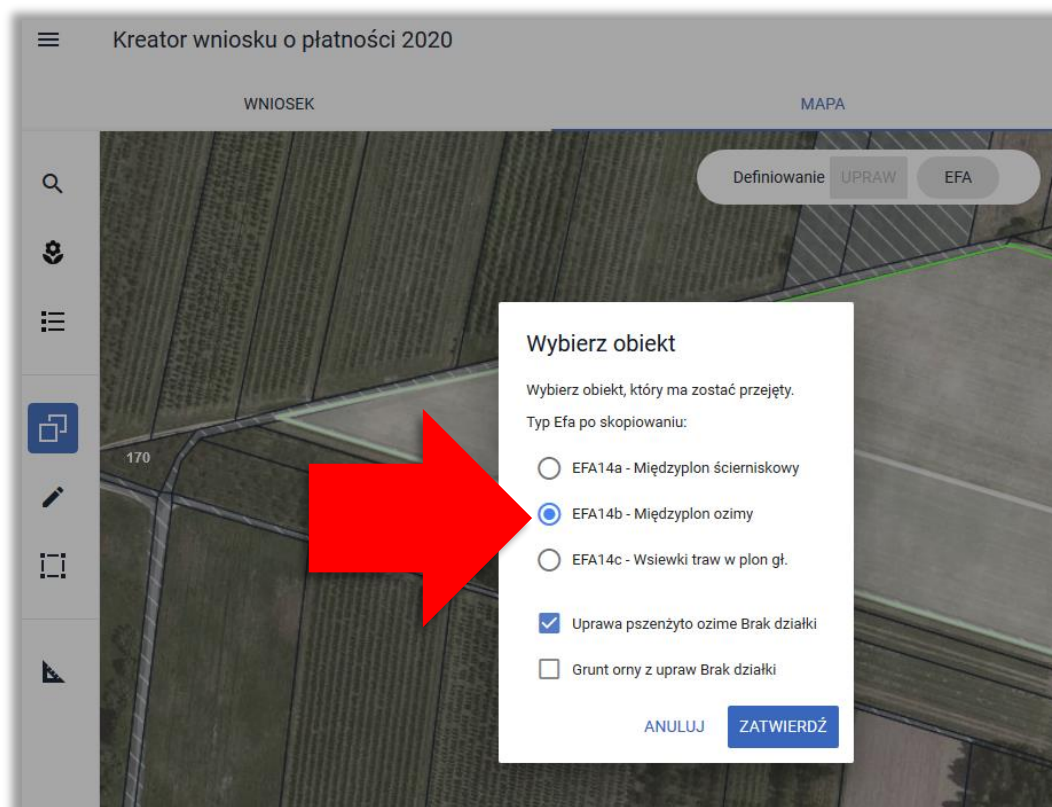 Kreator wniosku o płatności 2020
WNIOSEK
MAPA
Definiowanie UPRAW EFA
170
Wybierz obiekt
Wybierz obiekt, który ma zostać przejęty.
Typ Efa po skopiowaniu:
EFA14a - Międzyplon ścierniskowy
EFA14b - Międzyplon ozimy
EFA14c - Wsiewki traw w plon gł.
Uprawa pszenżyto ozime Brak działki
Grunt orny z upraw Brak działki
ANULUJ ZATWIERDŹ